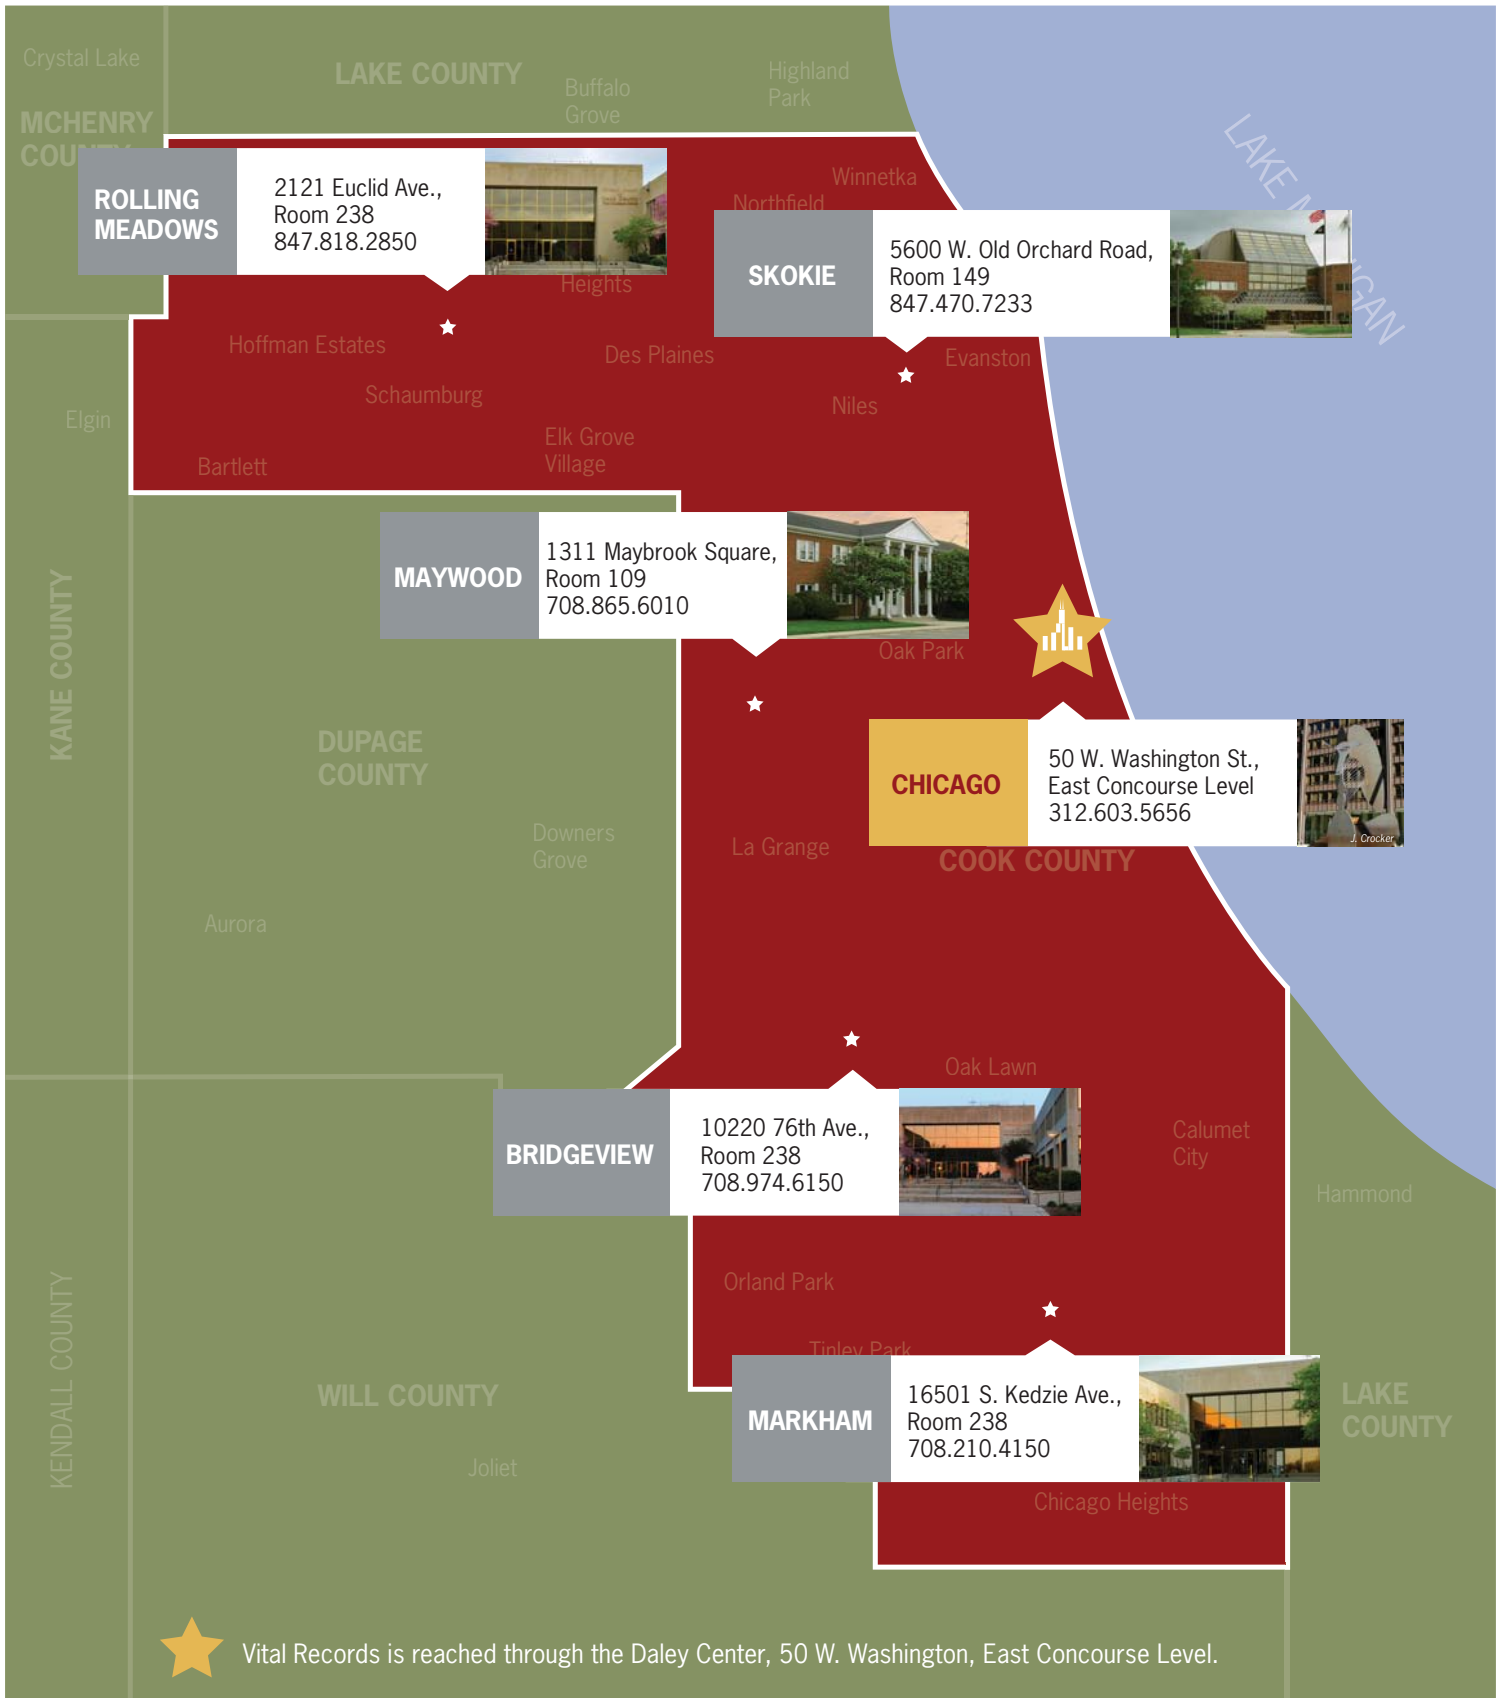 Crystal Lake
LAKE COUNTY
Buffalo
Grove
Highland
Park
MCHENRY
COUNTY
ROLLING
MEADOWS
2121 Euclid Ave.,
Room 238
847.818.2850
Winnetka
Northfield
LAKE MICHIGAN
SKOKIE
5600 W. Old Orchard Road,
Room 149
847.470.7233
Heights
Hoffman Estates
Des Plaines
Evanston
Schaumburg
Niles
Elgin
Elk Grove
Village
Bartlett
MAYWOOD
1311 Maybrook Square,
Room 109
708.865.6010
Oak Park
KANE COUNTY
DUPAGE
COUNTY
CHICAGO
50 W. Washington St.,
East Concourse Level
312.603.5656
J. Crocker
Downers
Grove
La Grange
COOK COUNTY
Aurora
Oak Lawn
BRIDGEVIEW
10220 76th Ave.,
Room 238
708.974.6150
Calumet
City
Hammond
Orland Park
Tinley Park
KENDALL COUNTY
WILL COUNTY
MARKHAM
16501 S. Kedzie Ave.,
Room 238
708.210.4150
LAKE
COUNTY
Joliet
Chicago Heights
Vital Records is reached through the Daley Center, 50 W. Washington, East Concourse Level.